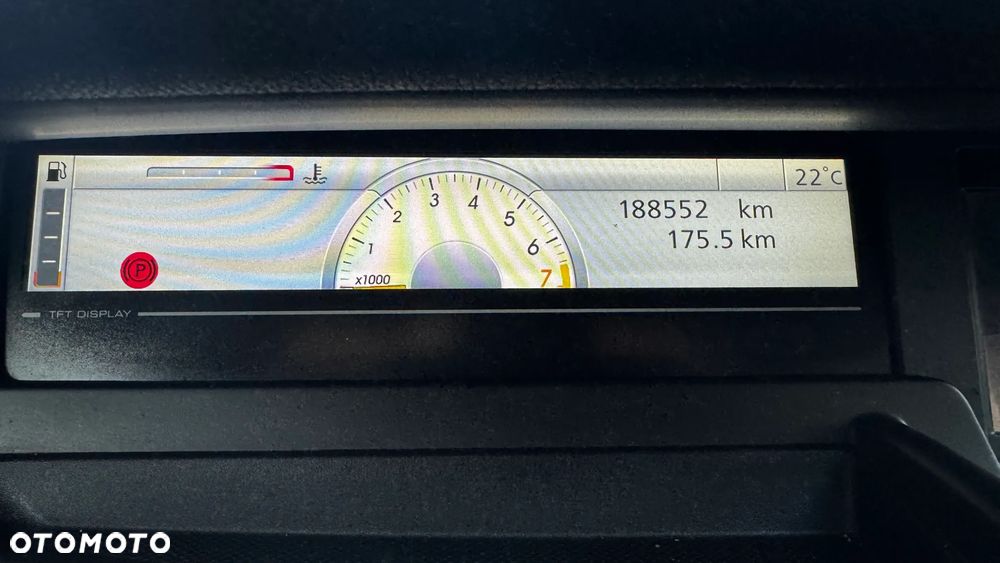 22°C
188552 km
175.5 km
1 2 3 4 5 6 7
x1000
P
TFT DISPLAY
OTOMOTO